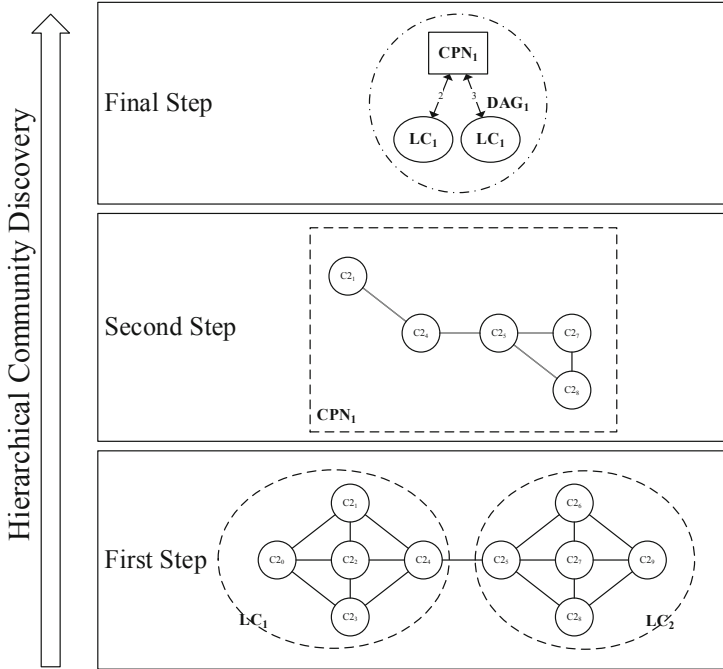 Hierarchical Community Discovery
Final Step
CPN1
2 3 DAG1
LC1 LC1
Second Step
C21
C24 C25 C27
C28
CPN1
First Step
C21 C26
C20 C22 C24 C25 C27 C29
C23 C28
LC1 LC2